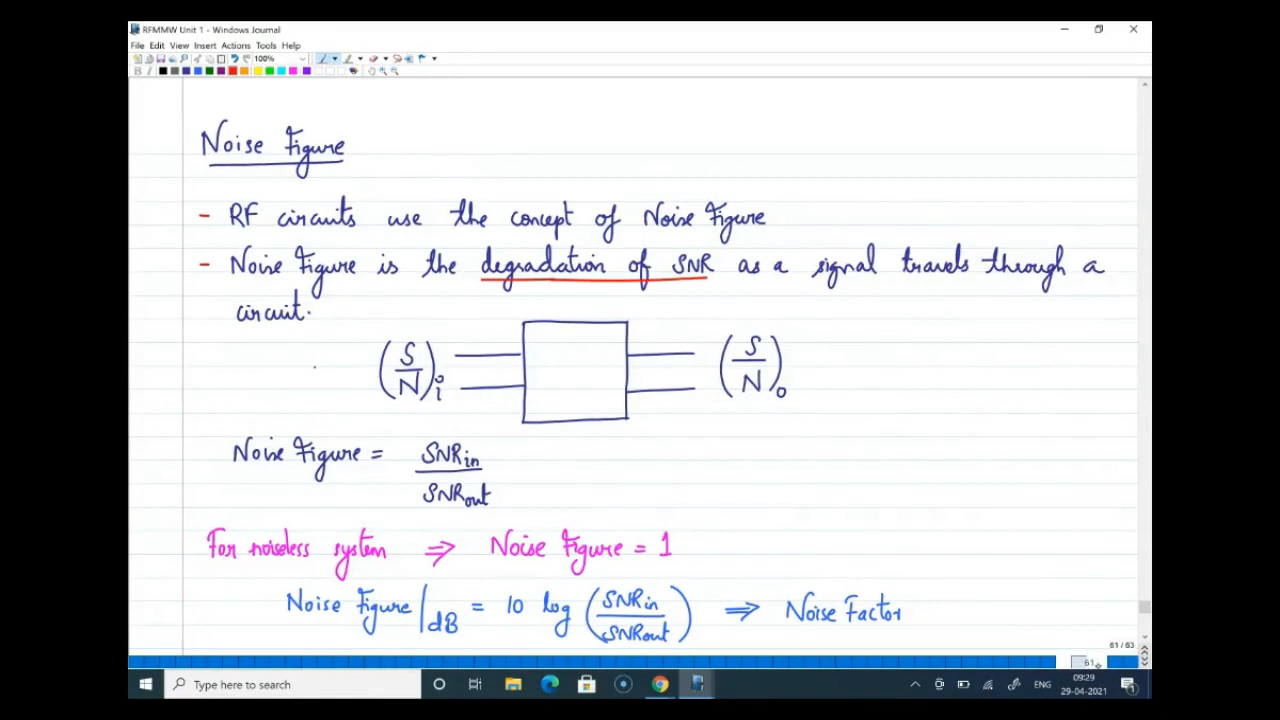 RFMMW Unit 1 - Windows Journal
File Edit View Insert Actions Tools Help
100%
B I
Noise Figure
- RF circuits use the concept of Noise Figure
- Noise Figure is the degradation of SNR as a signal travels through a
circuit.
(S/N)i (S/N)o
Noise Figure = SNRin / SNRout
For noiseless system ⇒ Noise Figure = 1
Noise Figure|dB = 10 log (SNRin / SNRout) ⇒ Noise Factor
61 / 63
61
Type here to search
ENG
09:29
29-04-2021
1